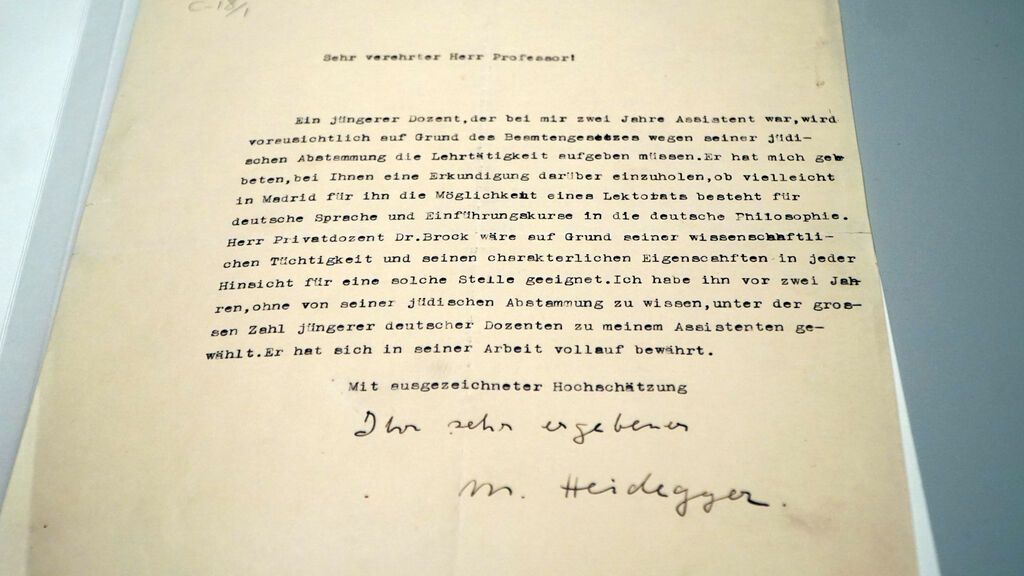 C-18/1
Sehr verehrter Herr Professor!
Ein jüngerer Dozent,der bei mir zwei Jahre Assistent war,wird
vorausichtlich auf Grund des Beamtengesetzes wegen seiner jüdi-
schen Abstammung die Lehrtätigkeit aufgeben müssen.Er hat mich ge-
beten,bei Ihnen eine Erkundigung darüber einzuholen,ob vielleicht
in Madrid für ihn die Möglichkeit eines Lektorats besteht für
deutsche Sprache und Einführungskurse in die deutsche Philosophie.
Herr Privatdozent Dr.Brock wäre auf Grund seiner wissenschaftli-
chen Tüchtigkeit und seinen charakterlichen Eigenscahften in jeder
Hinsicht für eine solche Stelle geeignet.Ich habe ihn vor zwei Jah-
ren,ohne von seiner jüdischen Abstammung zu wissen,unter der gros-
sen Zahl jüngerer deutscher Dozenten zu meinem Assistenten ge-
wählt.Er hat sich in seiner Arbeit vollauf bewährt.
Mit ausgezeichneter Hochschätzung
Ihr sehr ergebener
M. Heidegger.